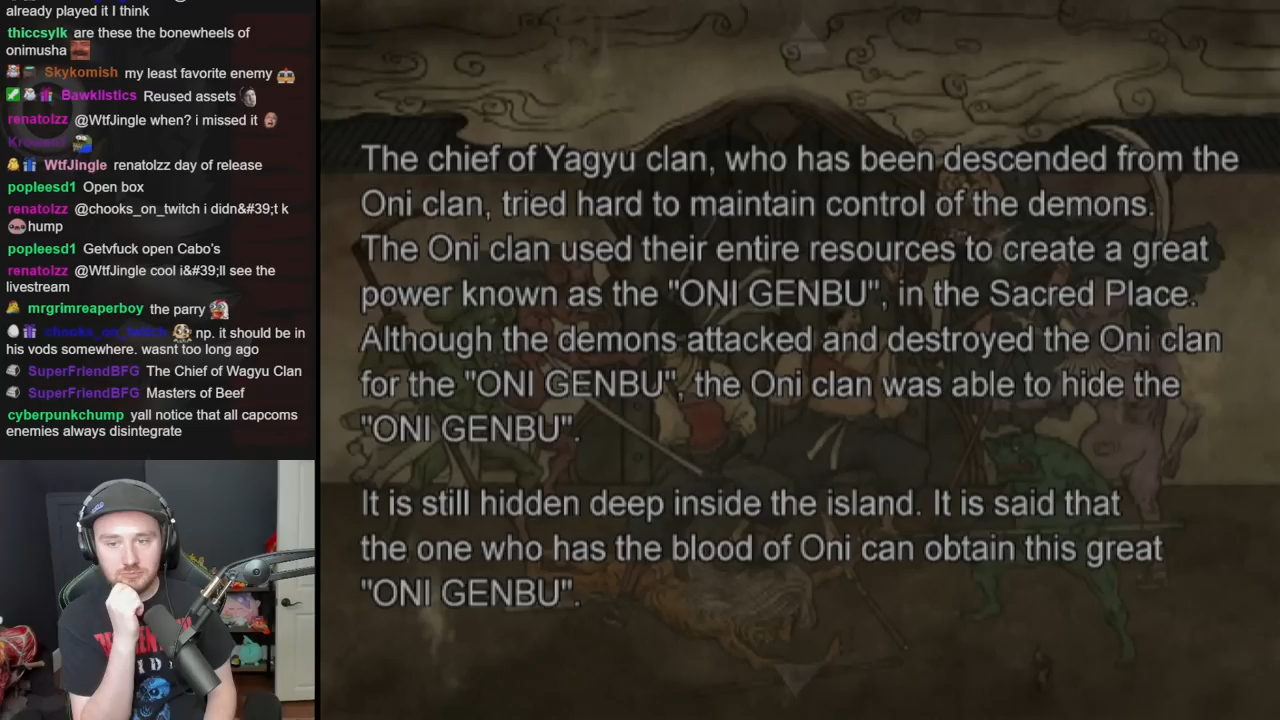 already played it I think
thiccsylk are these the bonewheels of
onimusha
Skykomish my least favorite enemy
Bawklistics Reused assets
renatolzz @WtfJingle when? i missed it
WtfJingle renatolzz day of release
popleesd1 Open box
renatolzz @chooks_on_twitch i didn&#39;t k
hump
popleesd1 Getvfuck open Cabo's
renatolzz @WtfJingle cool i&#39;ll see the
livestream
mrgrimreaperboy the parry
chooks_on_twitch np. it should be in
his vods somewhere. wasnt too long ago
SuperFriendBFG The Chief of Wagyu Clan
SuperFriendBFG Masters of Beef
cyberpunkchump yall notice that all capcoms
enemies always disintegrate
The chief of Yagyu clan, who has been descended from the
Oni clan, tried hard to maintain control of the demons.
The Oni clan used their entire resources to create a great
power known as the "ONI GENBU", in the Sacred Place.
Although the demons attacked and destroyed the Oni clan
for the "ONI GENBU", the Oni clan was able to hide the
"ONI GENBU".
It is still hidden deep inside the island. It is said that
the one who has the blood of Oni can obtain this great
"ONI GENBU".